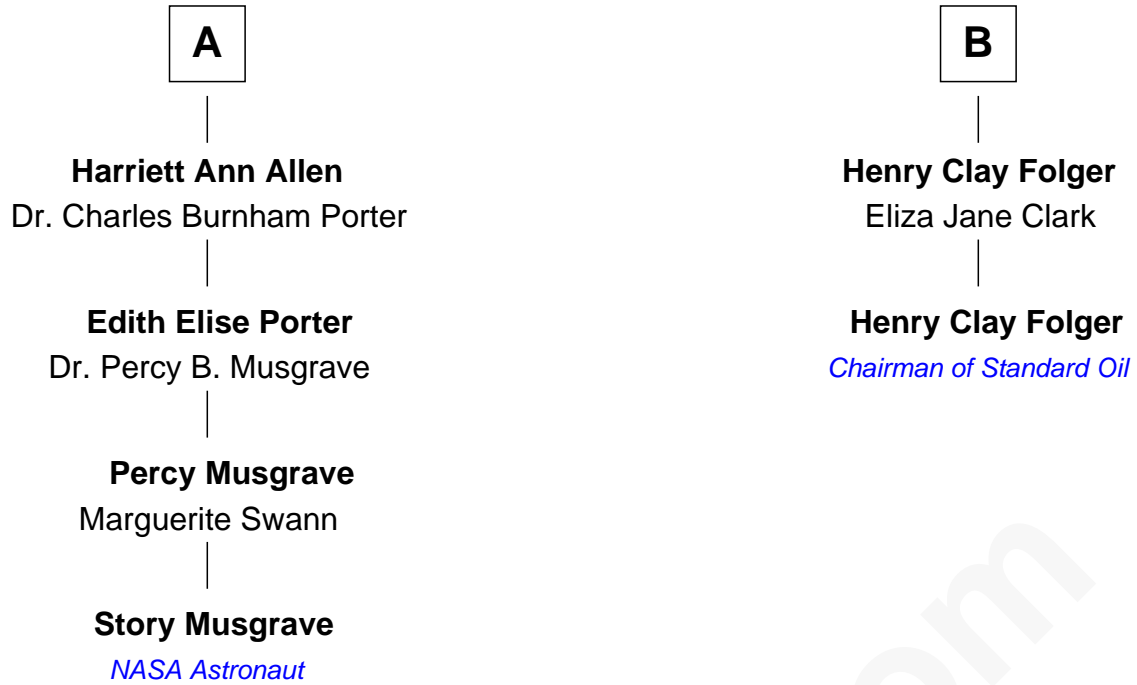 A
Harriett Ann Allen
Dr. Charles Burnham Porter
Edith Elise Porter
Dr. Percy B. Musgrave
Percy Musgrave
Marguerite Swann
Story Musgrave
NASA Astronaut
B
Henry Clay Folger
Eliza Jane Clark
Henry Clay Folger
Chairman of Standard Oil
om